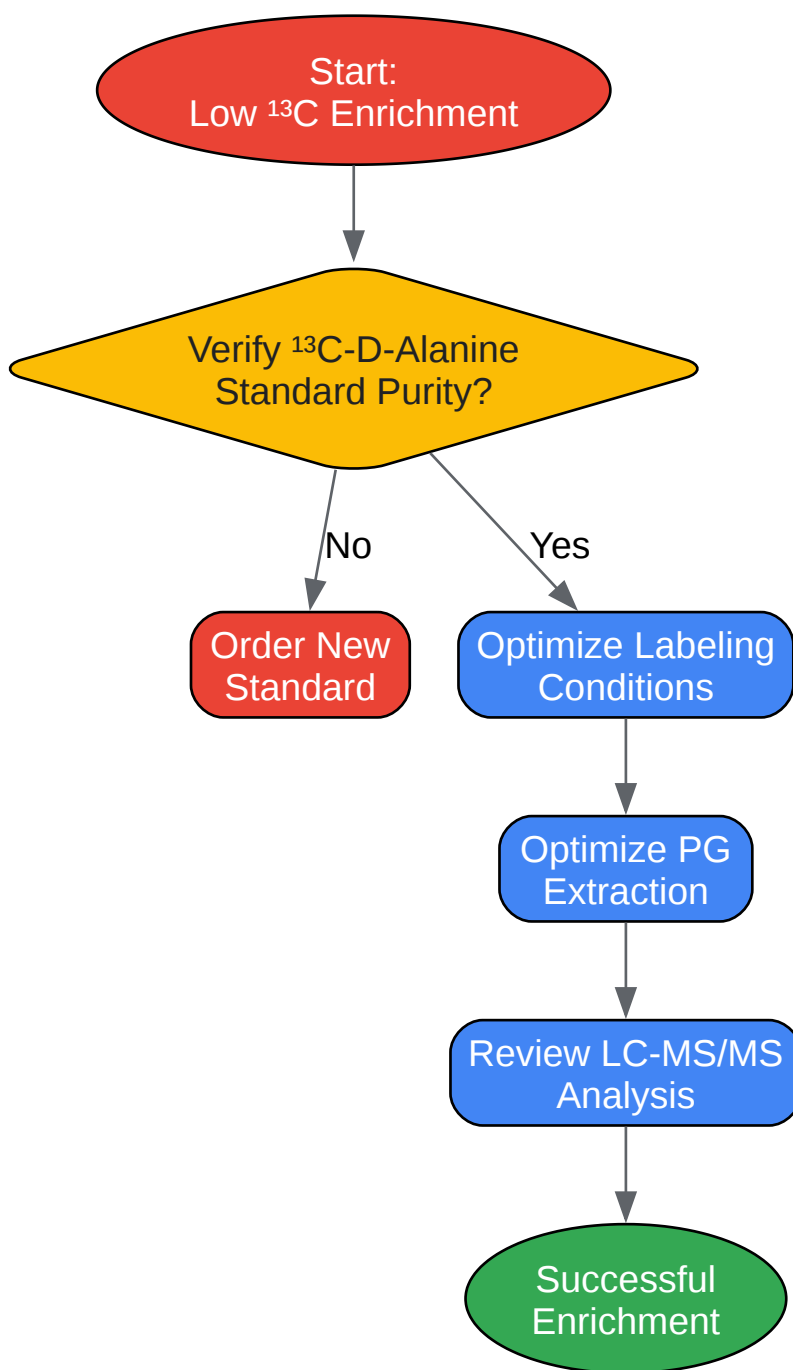 Start:
Low ¹³C Enrichment
Verify ¹³C-D-Alanine
Standard Purity?
No
Yes
Order New
Standard
Optimize Labeling
Conditions
Optimize PG
Extraction
Review LC-MS/MS
Analysis
Successful
Enrichment